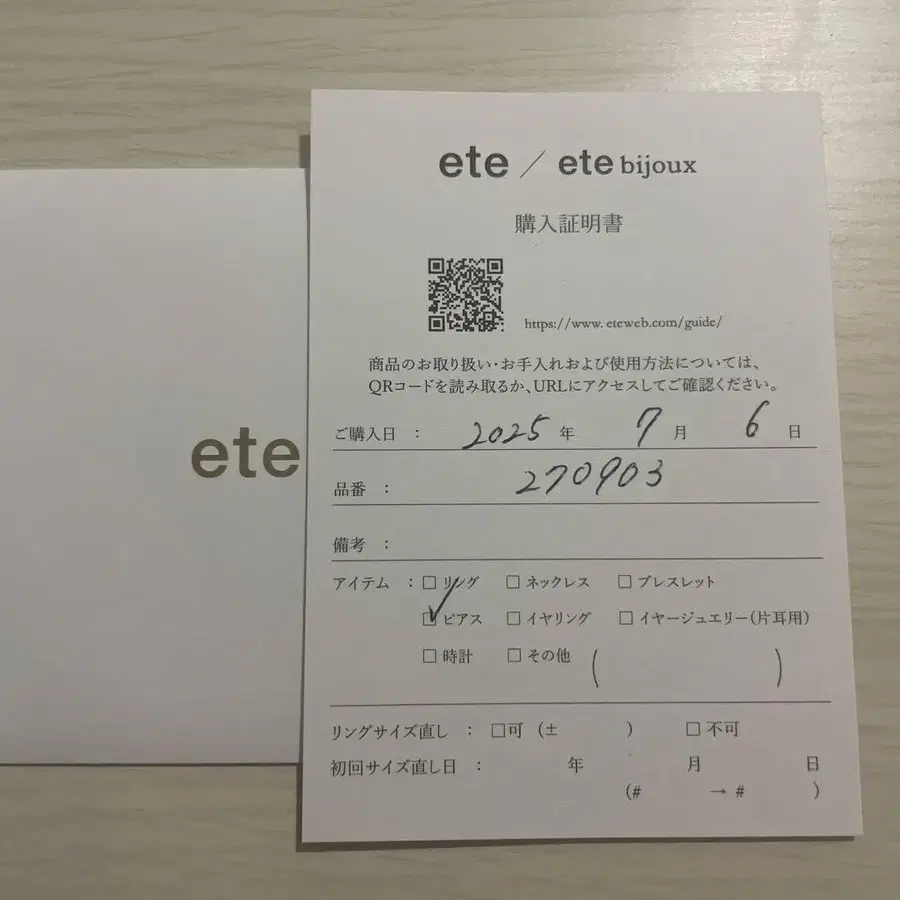 ete
ete / ete bijoux
購入証明書
https://www.eteweb.com/guide/
商品のお取り扱い・お手入れおよび使用方法については、
QRコードを読み取るか、URLにアクセスしてご確認ください。
ご購入日 : 2025 年 7 月 6 日
品番 : 270903
備考 :
アイテム : □ リング □ ネックレス □ ブレスレット
☑ ピアス □ イヤリング □ イヤージュエリー(片耳用)
□ 時計 □ その他 ( )
リングサイズ直し : □可 (± ) □ 不可
初回サイズ直し日 : 年 月 日
(# → # )